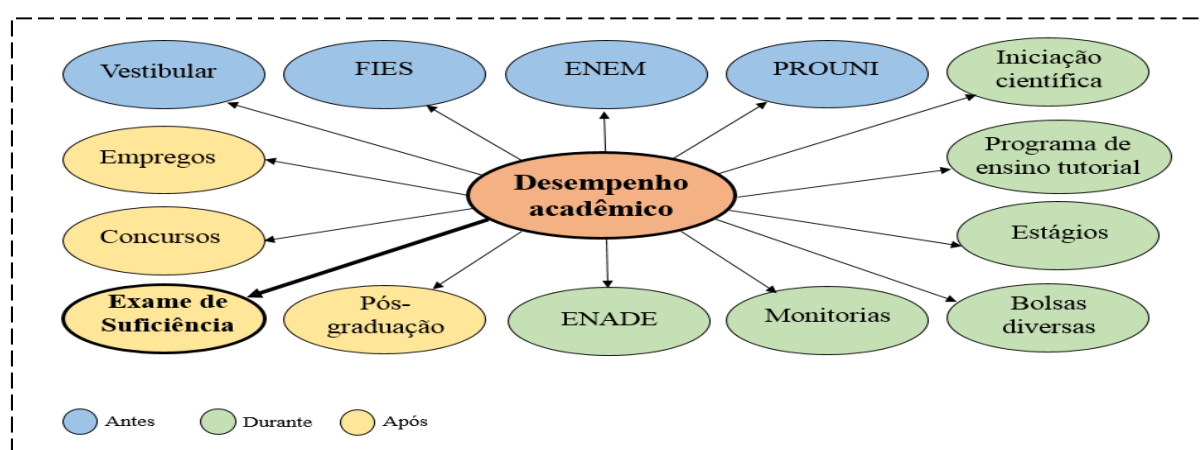 Vestibular
FIES
ENEM
PROUNI
Iniciação
científica
Empregos
Desempenho
acadêmico
Programa de
ensino tutorial
Concursos
Estágios
Exame de
Suficiência
Pós-
graduação
ENADE
Monitorias
Bolsas
diversas
Antes
Durante
Após